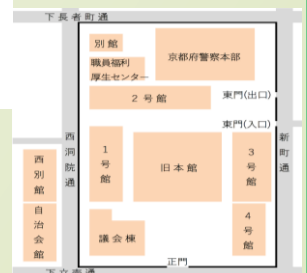 下長者町通
別館
京都府警察本部
職員福利
厚生センター
2号館
東門(出口)
東門(入口)
西洞院通
新町通
1号館
旧本館
3号館
西別館
自治会館
4号館
議会棟
正門
下立売通